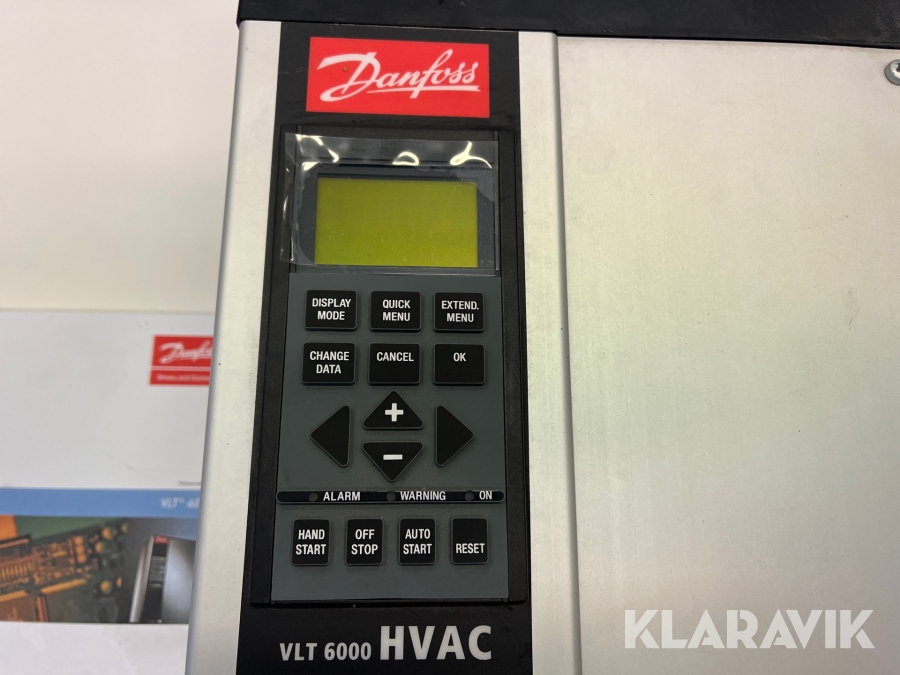 Danfoss
DISPLAY
MODE
QUICK
MENU
EXTEND.
MENU
CHANGE
DATA
CANCEL
OK
+
−
ALARM
WARNING
ON
HAND
START
OFF
STOP
AUTO
START
RESET
VLT 6000 HVAC
VLT®
KLARAVIK